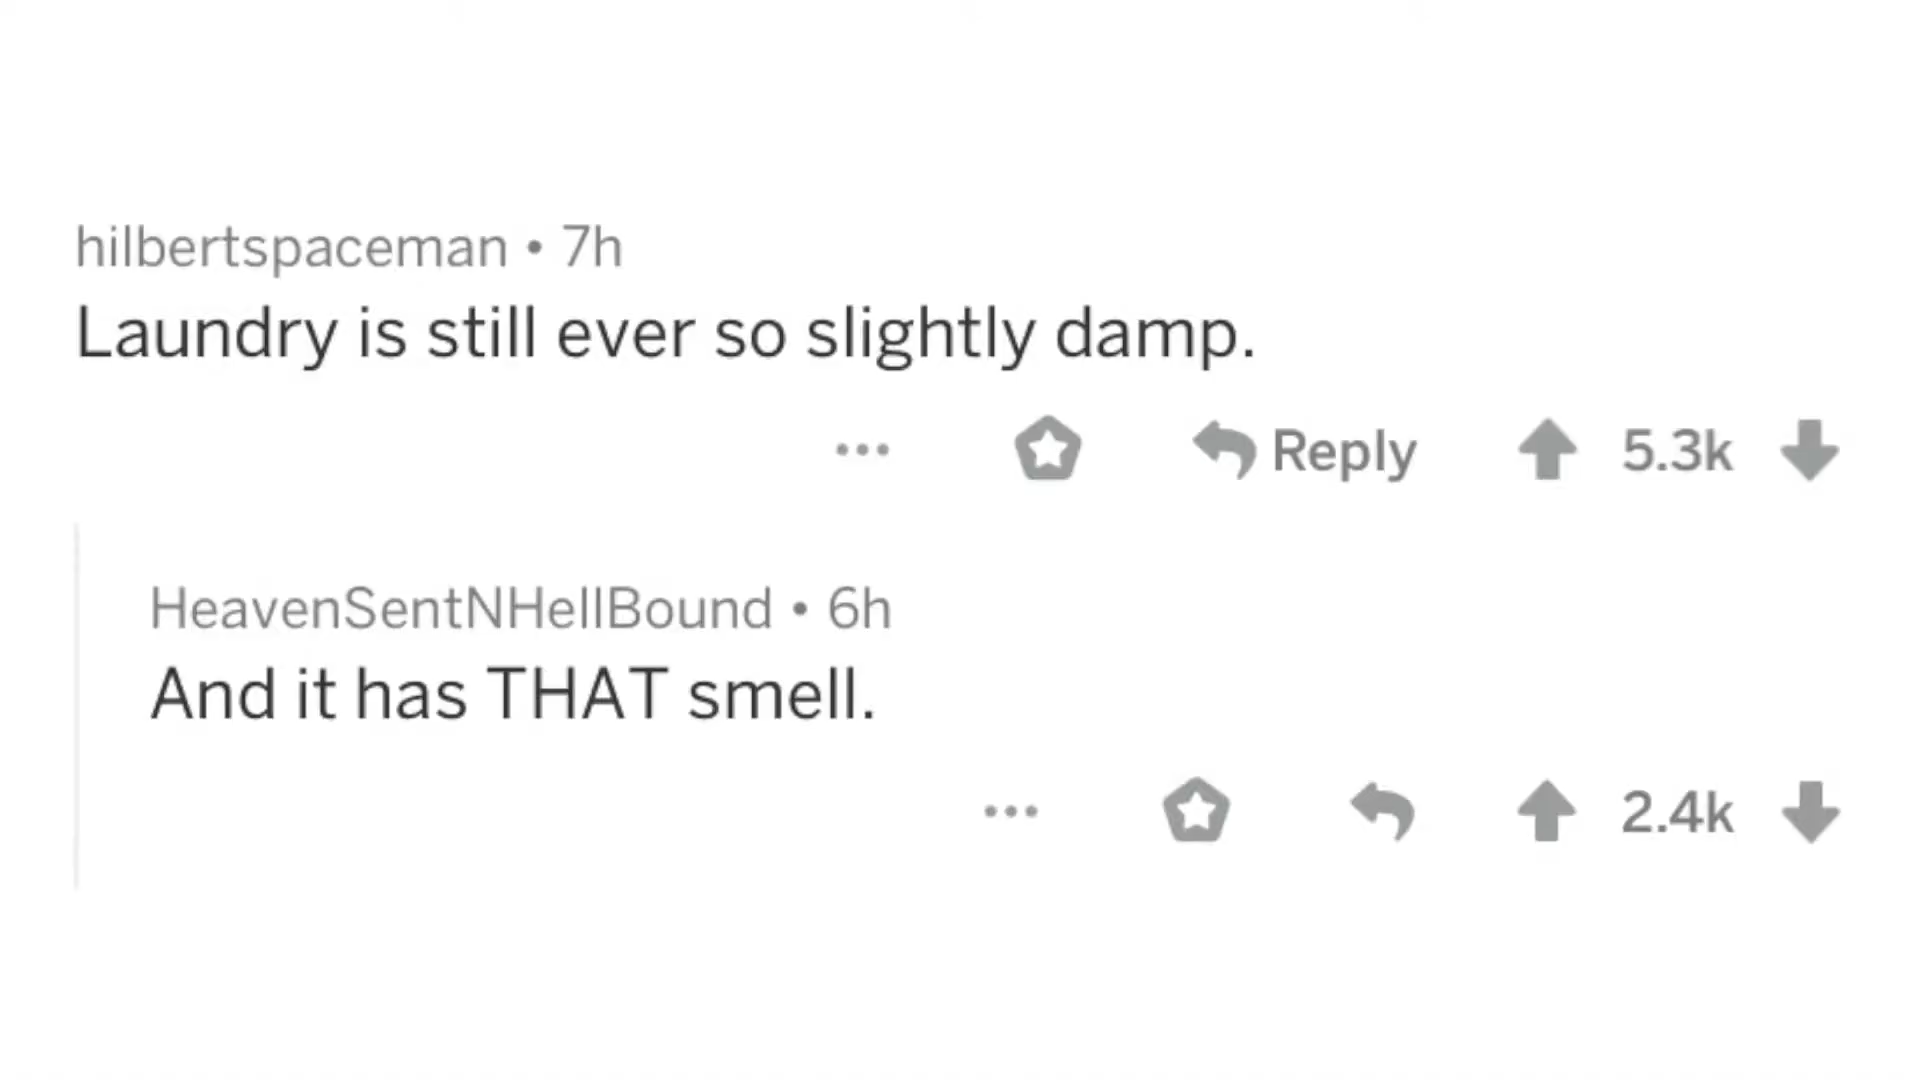 hilbertspaceman • 7h
Laundry is still ever so slightly damp.
Reply 5.3k
HeavenSentNHellBound • 6h
And it has THAT smell.
2.4k